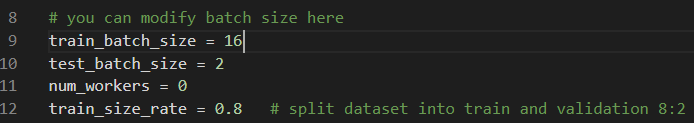 8 # you can modify batch size here
9 train_batch_size = 16
10 test_batch_size = 2
11 num_workers = 0
12 train_size_rate = 0.8 # split dataset into train and validation 8:2